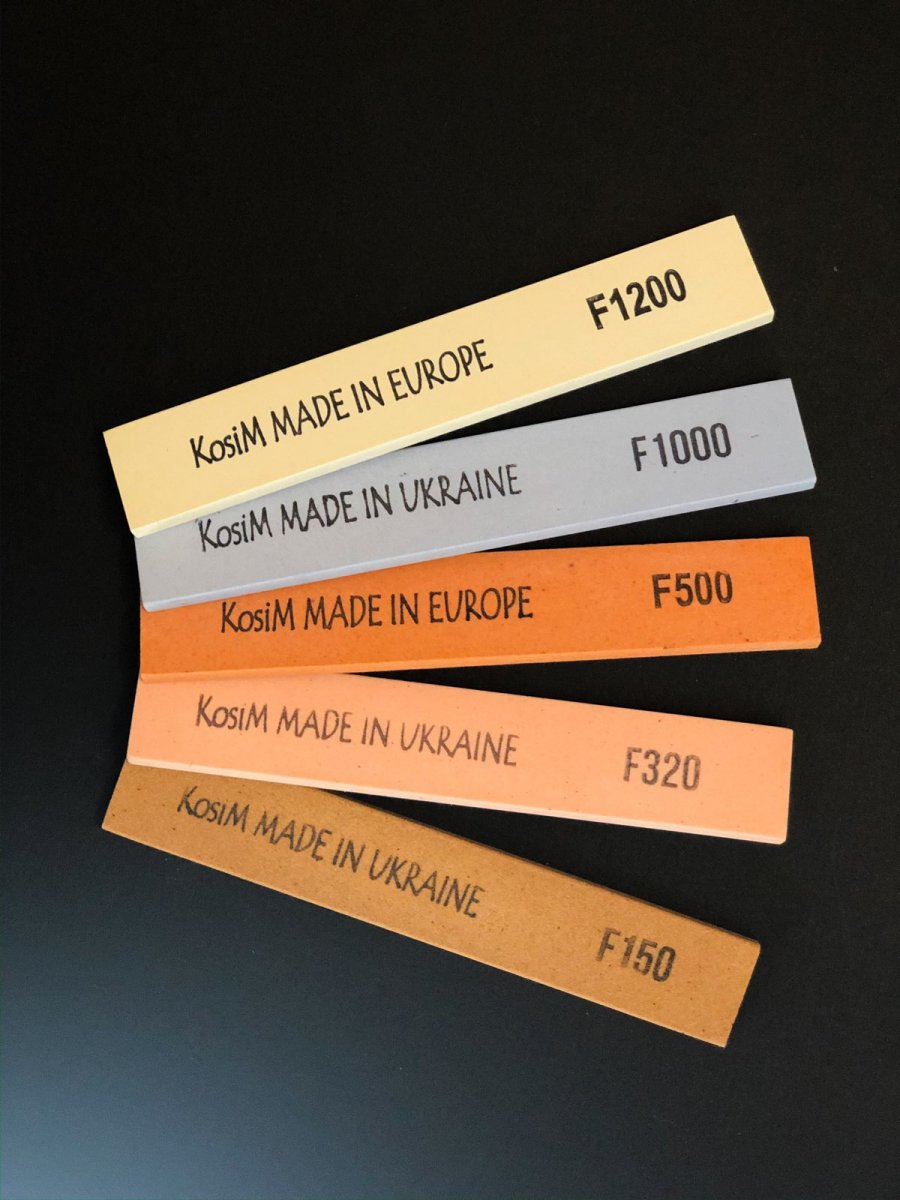 KosiM MADE IN EUROPE F1200
KosiM MADE IN UKRAINE F1000
KosiM MADE IN EUROPE F500
KosiM MADE IN UKRAINE F320
KosiM MADE IN UKRAINE F150